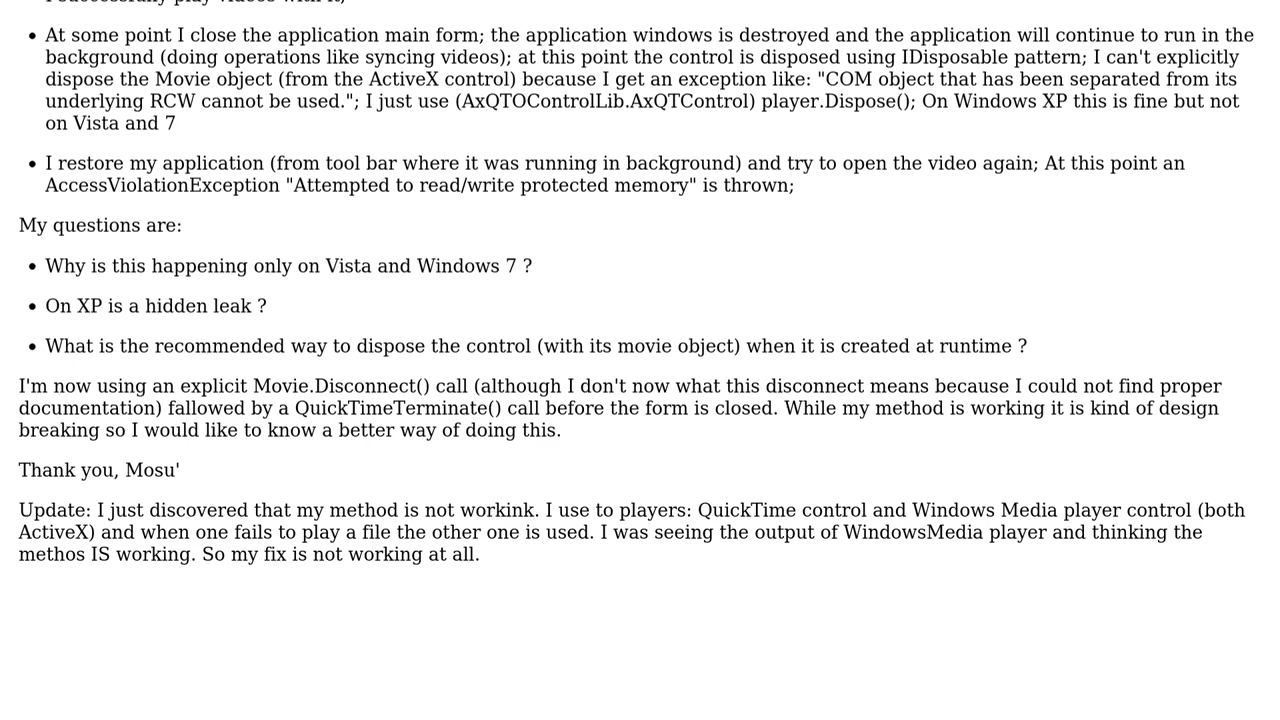 • At some point I close the application main form; the application windows is destroyed and the application will continue to run in the
background (doing operations like syncing videos); at this point the control is disposed using IDisposable pattern; I can't explicitly
dispose the Movie object (from the ActiveX control) because I get an exception like: "COM object that has been separated from its
underlying RCW cannot be used."; I just use (AxQTOControlLib.AxQTControl) player.Dispose(); On Windows XP this is fine but not
on Vista and 7
• I restore my application (from tool bar where it was running in background) and try to open the video again; At this point an
AccessViolationException "Attempted to read/write protected memory" is thrown;
My questions are:
• Why is this happening only on Vista and Windows 7 ?
• On XP is a hidden leak ?
• What is the recommended way to dispose the control (with its movie object) when it is created at runtime ?
I'm now using an explicit Movie.Disconnect() call (although I don't now what this disconnect means because I could not find proper
documentation) fallowed by a QuickTimeTerminate() call before the form is closed. While my method is working it is kind of design
breaking so I would like to know a better way of doing this.
Thank you, Mosu'
Update: I just discovered that my method is not workink. I use to players: QuickTime control and Windows Media player control (both
ActiveX) and when one fails to play a file the other one is used. I was seeing the output of WindowsMedia player and thinking the
methos IS working. So my fix is not working at all.